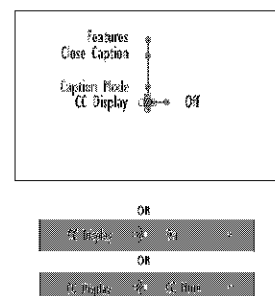 Features
Close Caption
Caption Mode
CC Display Off
OR
CC Display On
OR
CC Display CC Mute